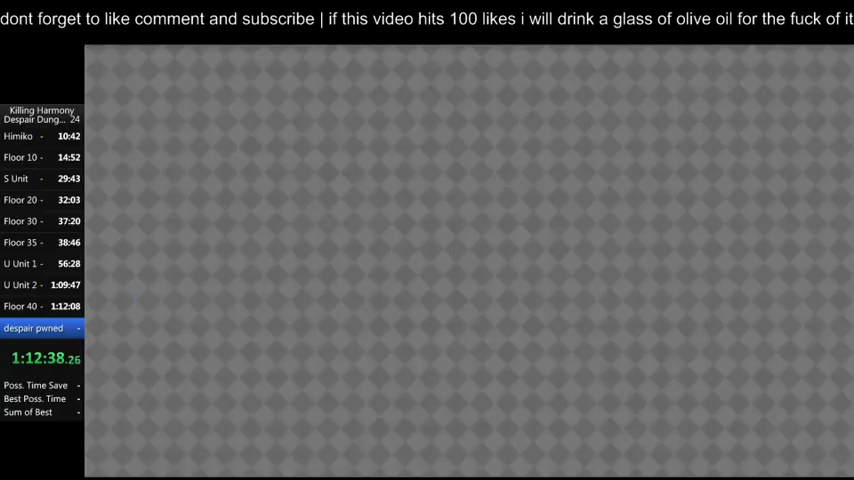 dont forget to like comment and subscribe | if this video hits 100 likes i will drink a glass of olive oil for the fuck of it
Killing Harmony
Despair Dung... 24
Himiko - 10:42
Floor 10 - 14:52
S Unit - 29:43
Floor 20 - 32:03
Floor 30 - 37:20
Floor 35 - 38:46
U Unit 1 - 56:28
U Unit 2 - 1:09:47
Floor 40 - 1:12:08
despair pwned -
1:12:38.26
Poss. Time Save -
Best Poss. Time -
Sum of Best -